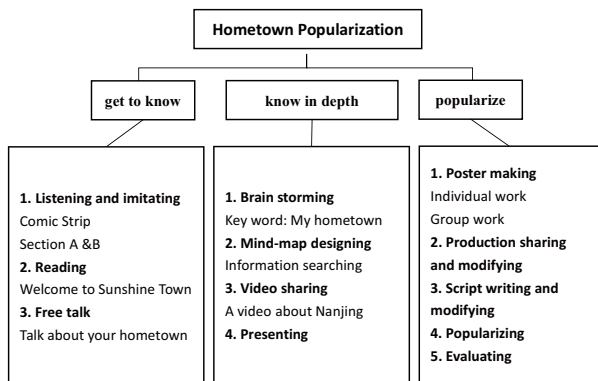 Hometown Popularization
get to know
know in depth
popularize
1. Listening and imitating
Comic Strip
Section A &B
2. Reading
Welcome to Sunshine Town
3. Free talk
Talk about your hometown
1. Brain storming
Key word: My hometown
2. Mind-map designing
Information searching
3. Video sharing
A video about Nanjing
4. Presenting
1. Poster making
Individual work
Group work
2. Production sharing
and modifying
3. Script writing and
modifying
4. Popularizing
5. Evaluating